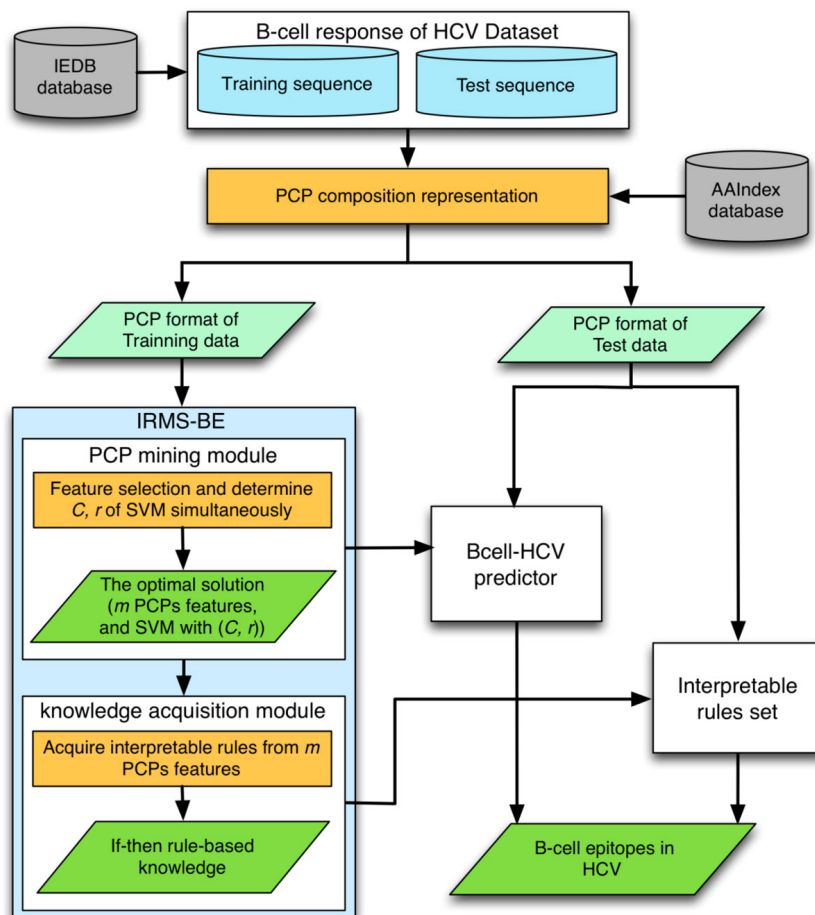 B-cell response of HCV Dataset
IEDB
database
Training sequence
Test sequence
PCP composition representation
AAIndex
database
PCP format of
Trainning data
PCP format of
Test data
IRMS-BE
PCP mining module
Feature selection and determine
C, r of SVM simultaneously
The optimal solution
(m PCPs features,
and SVM with (C, r))
Bcell-HCV
predictor
knowledge acquisition module
Acquire interpretable rules from m
PCPs features
If-then rule-based
knowledge
Interpretable
rules set
B-cell epitopes in
HCV